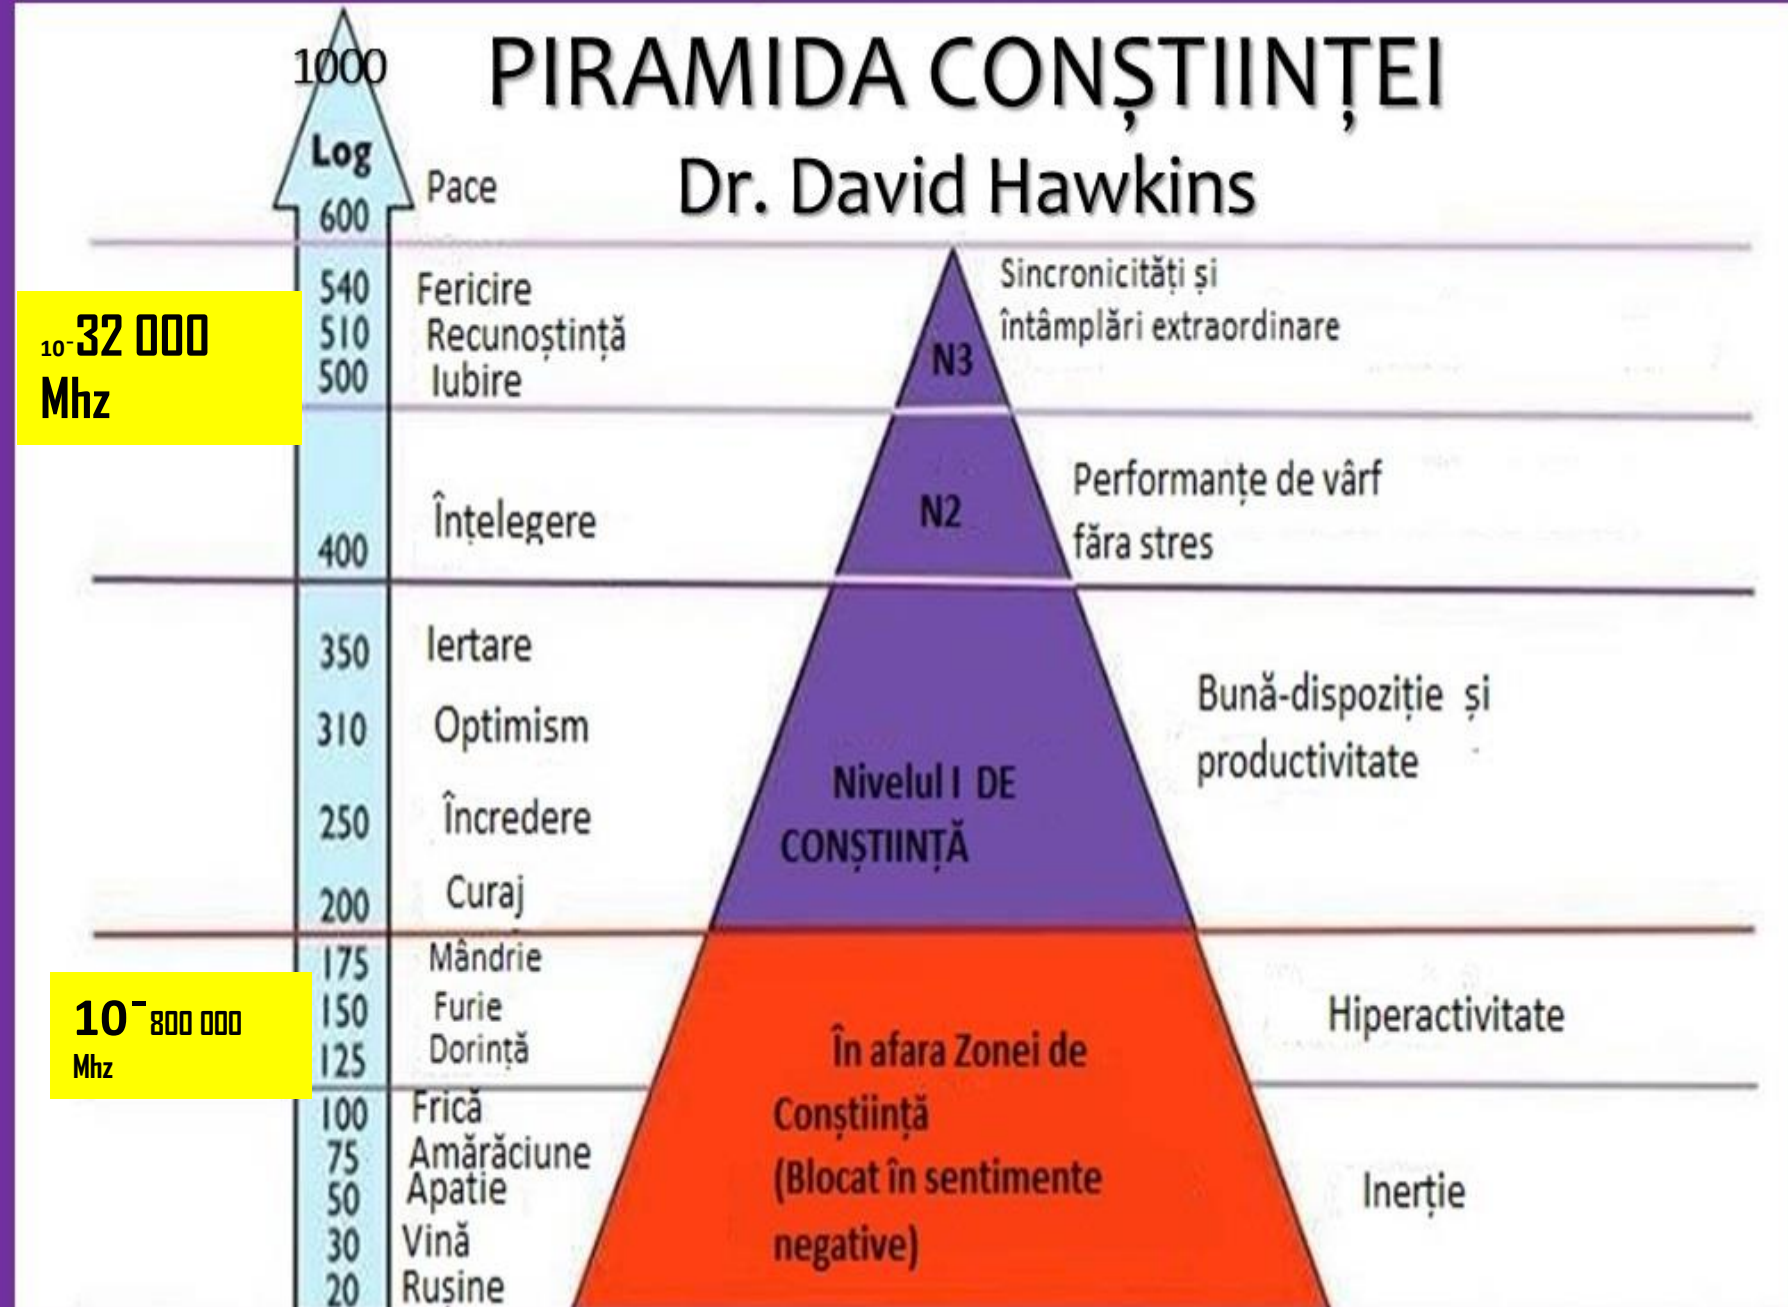 PIRAMIDA CONȘTIINȚEI
Dr. David Hawkins
1000
Log
600 Pace
540 Fericire
510 Recunoștință
500 Iubire
10-32 000
Mhz
Sincronicități și
întâmplări extraordinare
N3
400 Înțelegere
N2
Performanțe de vârf
făra stres
350 Iertare
310 Optimism
250 Încredere
200 Curaj
Nivelul I DE
CONȘTIINȚĂ
Bună-dispoziție și
productivitate
175 Mândrie
150 Furie
125 Dorință
10-800 000
Mhz
Hiperactivitate
100 Frică
75 Amărăciune
50 Apatie
30 Vină
20 Rușine
În afara Zonei de
Conștiință
(Blocat în sentimente
negative)
Inerție